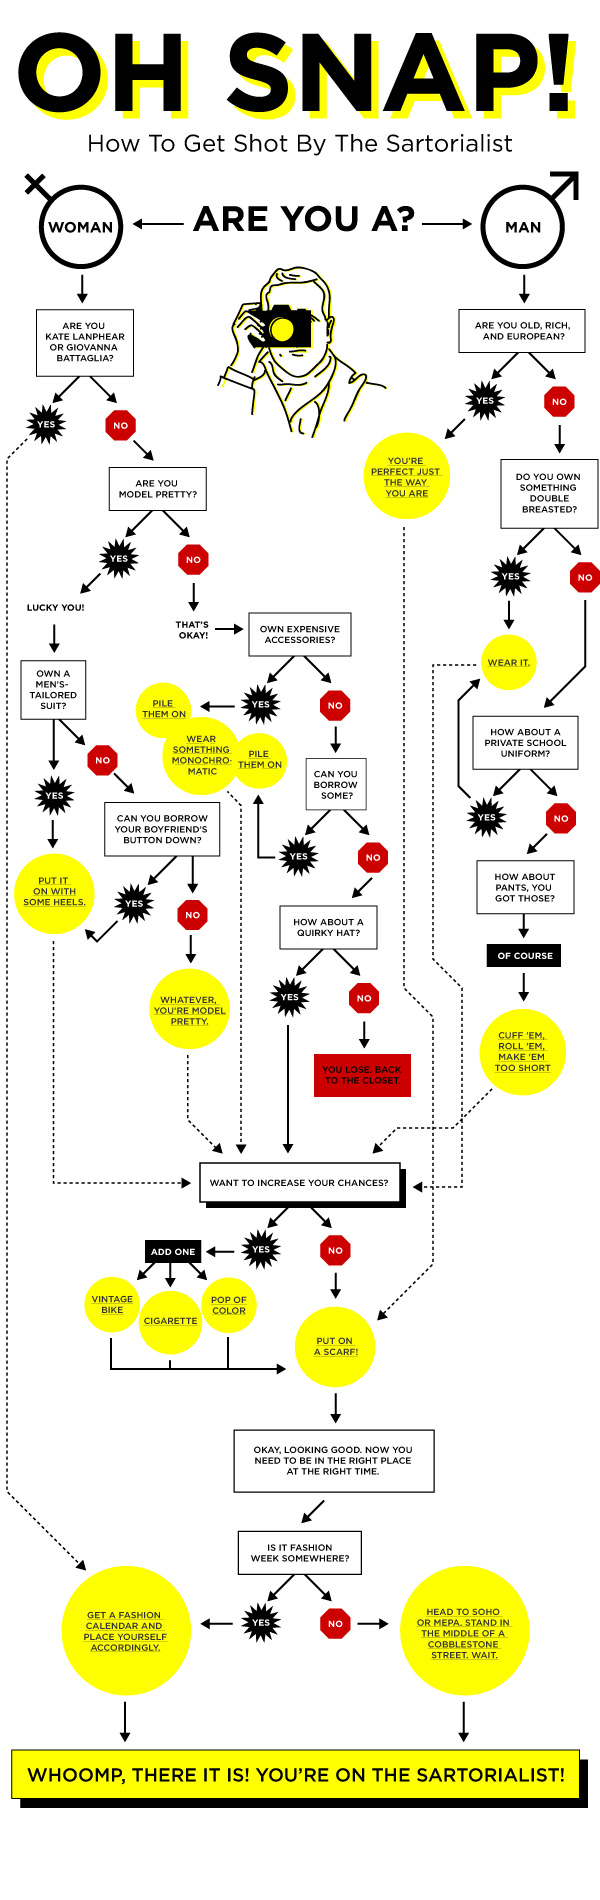 OH SNAP!
How To Get Shot By The Sartorialist
WOMAN
ARE YOU A?
MAN
ARE YOU
KATE LANPHEAR
OR GIOVANNA
BATTAGLIA?
ARE YOU OLD, RICH,
AND EUROPEAN?
YES
NO
YES
NO
YOU'RE
PERFECT JUST
THE WAY
YOU ARE
ARE YOU
MODEL PRETTY?
DO YOU OWN
SOMETHING
DOUBLE
BREASTED?
YES
NO
YES
NO
LUCKY YOU!
THAT'S
OKAY!
OWN EXPENSIVE
ACCESSORIES?
WEAR IT.
OWN A
MEN'S-
TAILORED
SUIT?
YES
NO
PILE
THEM ON
WEAR
SOMETHING
MONOCHRO-
MATIC
PILE
THEM ON
HOW ABOUT A
PRIVATE SCHOOL
UNIFORM?
NO
YES
CAN YOU
BORROW
SOME?
CAN YOU BORROW
YOUR BOYFRIEND'S
BUTTON DOWN?
YES
NO
YES
NO
PUT IT
ON WITH
SOME HEELS.
YES
NO
HOW ABOUT
PANTS, YOU
GOT THOSE?
HOW ABOUT A
QUIRKY HAT?
OF COURSE
YES
NO
WHATEVER,
YOU'RE MODEL
PRETTY.
CUFF 'EM,
ROLL 'EM,
MAKE 'EM
TOO SHORT
YOU LOSE. BACK
TO THE CLOSET.
WANT TO INCREASE YOUR CHANCES?
ADD ONE
YES
NO
VINTAGE
BIKE
CIGARETTE
POP OF
COLOR
PUT ON
A SCARF!
OKAY, LOOKING GOOD. NOW YOU
NEED TO BE IN THE RIGHT PLACE
AT THE RIGHT TIME.
IS IT FASHION
WEEK SOMEWHERE?
YES
NO
GET A FASHION
CALENDAR AND
PLACE YOURSELF
ACCORDINGLY.
HEAD TO SOHO
OR MEPA. STAND IN
THE MIDDLE OF A
COBBLESTONE
STREET. WAIT.
WHOOMP, THERE IT IS! YOU'RE ON THE SARTORIALIST!